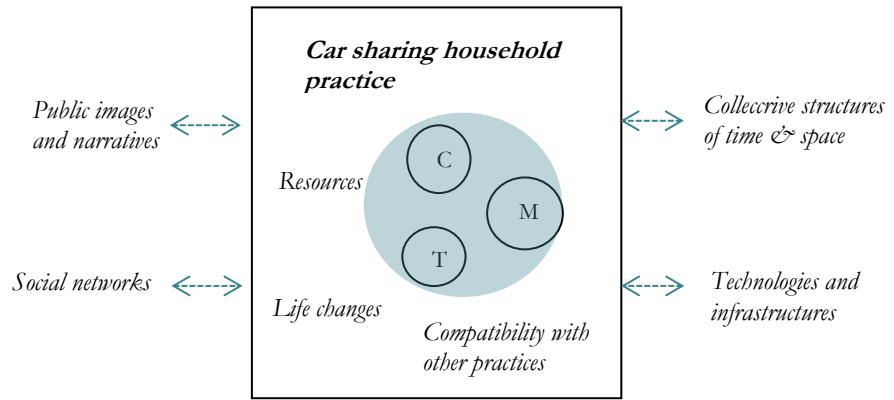 Car sharing household
practice
Public images
and narratives
Colleccrive structures
of time & space
C
Resources
M
T
Social networks
Technologies and
infrastructures
Life changes
Compatibility with
other practices